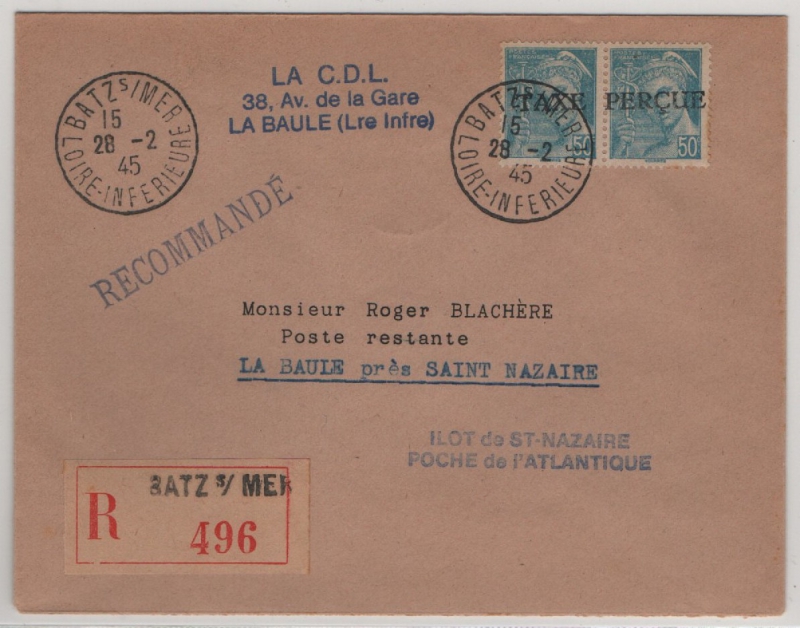 BATZ S/MER
15
28 -2
45
LOIRE-INFERIEURE
LA C.D.L.
38, Av. de la Gare
LA BAULE (Lre Infre)
TAXE PERCUE
50
50
BATZ S/MER
15
28 -2
45
LOIRE-INFERIEURE
RECOMMANDÉ
Monsieur Roger BLACHÈRE
Poste restante
LA BAULE près SAINT NAZAIRE
ILOT de ST-NAZAIRE
POCHE de l'ATLANTIQUE
BATZ s/ MER
R 496